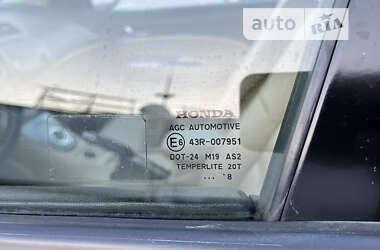 auto RIA
HONDA
AGC AUTOMOTIVE
E6 43R-007951
DOT-24 M19 AS2
TEMPERLITE 20T
... '8